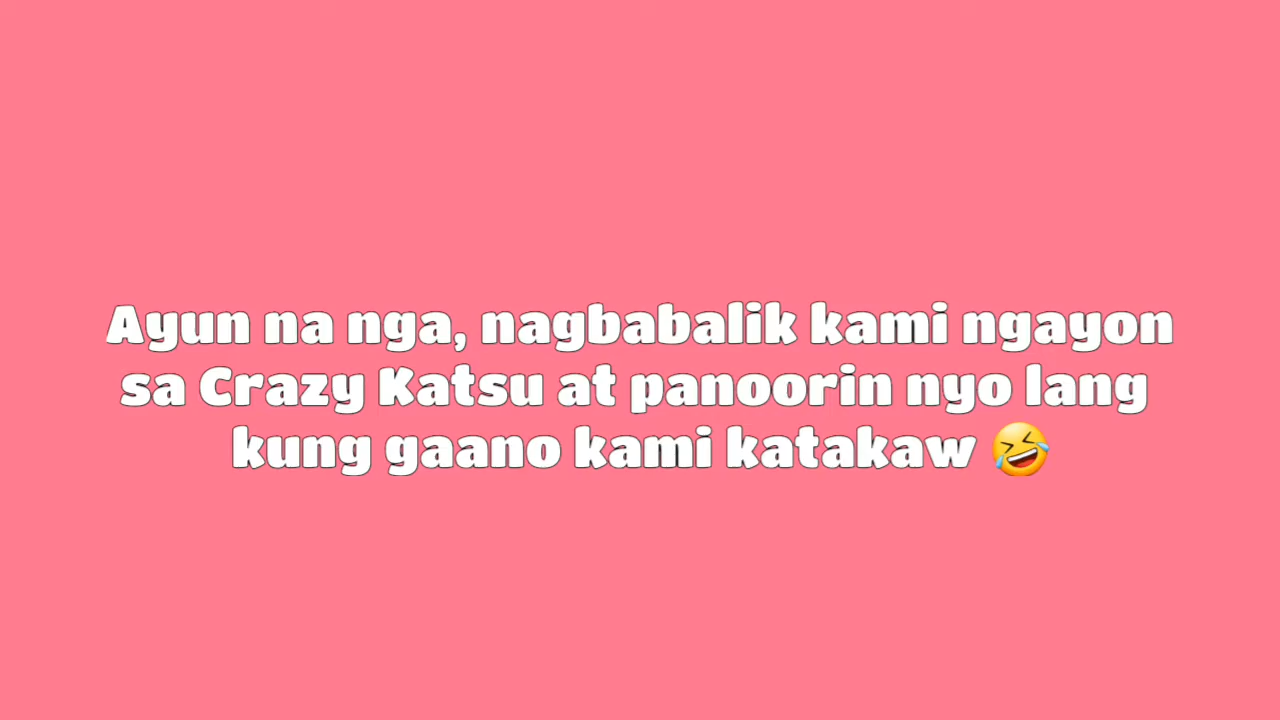 Ayun na nga, nagbabalik kami ngayon
sa Crazy Katsu at panoorin nyo lang
kung gaano kami katakaw 🤣